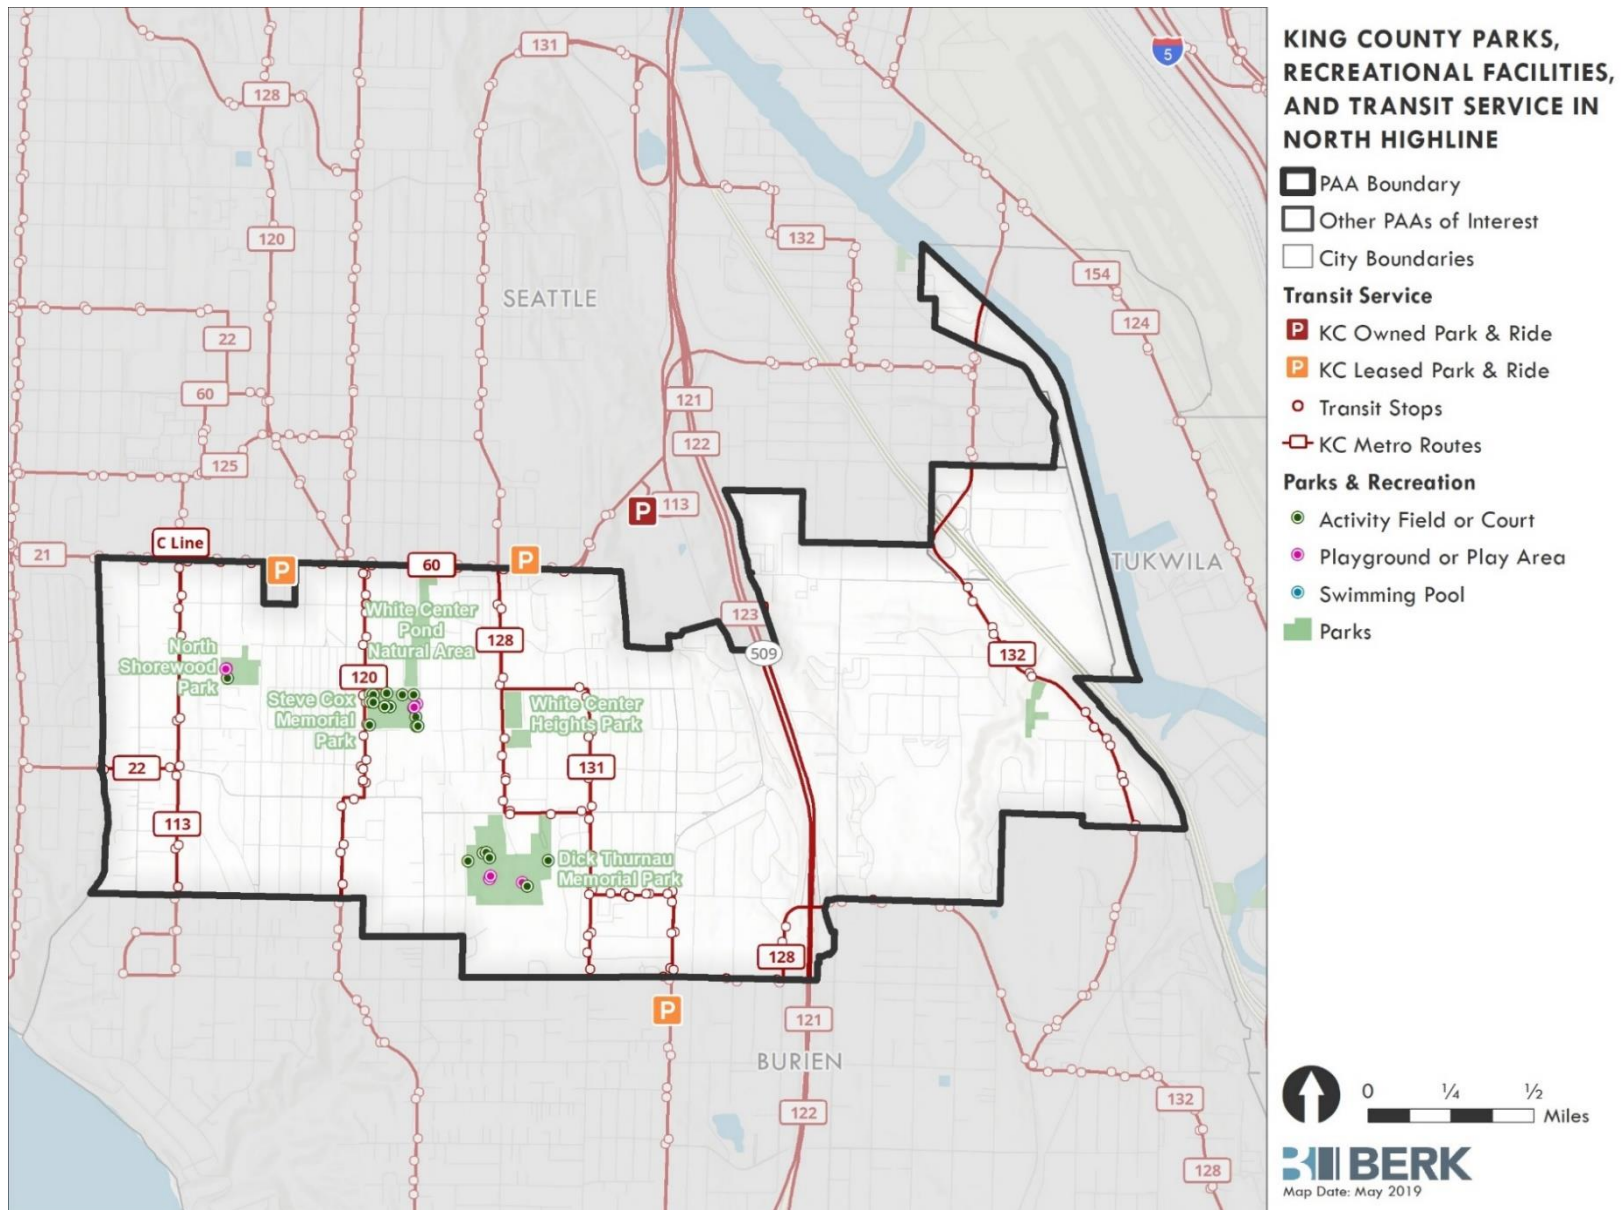 131
5
128
120
132
SEATTLE
154
124
22
60
121
122
125
113
P
21
C Line
P
60
P
TUKWILA
123
509
White Center
Pond
Natural Area
128
North
Shorewood
Park
120
132
Steve Cox
Memorial
Park
White Center
Heights Park
22
131
113
Dick Thurnau
Memorial Park
128
P
121
BURIEN
122
132
128
KING COUNTY PARKS,
RECREATIONAL FACILITIES,
AND TRANSIT SERVICE IN
NORTH HIGHLINE
PAA Boundary
Other PAAs of Interest
City Boundaries
Transit Service
P KC Owned Park & Ride
P KC Leased Park & Ride
Transit Stops
KC Metro Routes
Parks & Recreation
Activity Field or Court
Playground or Play Area
Swimming Pool
Parks
0 ¼ ½
Miles
BERK
Map Date: May 2019